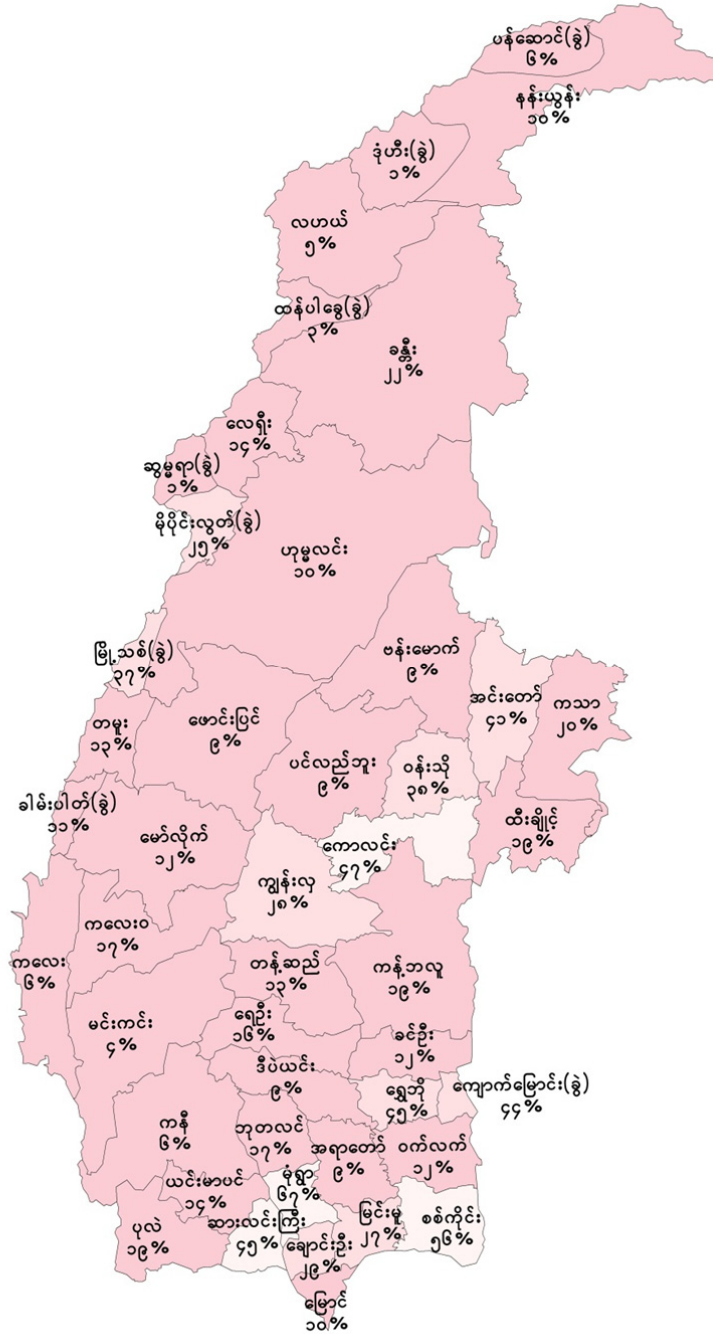 ပန်ဆောင်(ခွဲ)
၆%
နန်းယွန်း
၁၀%
ဒုံဟီး(ခွဲ)
၁%
လဟယ်
၅%
ထန်ပါခွေ(ခွဲ)
၃%
ခန္တီး
၂၂%
လေရှီး
၁၄%
ဆွမ္မရာ(ခွဲ)
၁%
မိုပိုင်းလွတ်(ခွဲ)
၂၅%
ဟုမ္မလင်း
၁၀%
မြို့သစ်(ခွဲ)
၃၇%
ဗန်းမောက်
၉%
အင်းတော်
၄၁%
ကသာ
၂၀%
တမူး
၁၃%
ဖောင်းပြင်
၉%
ပင်လည်ဘူး
၉%
ဝန်းသို
၃၈%
ခါမ်းပါတ်(ခွဲ)
၁၁%
မော်လိုက်
၁၂%
ကောလင်း
၄၇%
ထီးချိုင့်
၁၉%
ကျွန်းလှ
၂၈%
ကလေးဝ
၁၇%
ကလေး
၆%
တန့်ဆည်
၁၃%
ကန့်ဘလူ
၁၉%
မင်းကင်း
၄%
ရေဦး
၁၆%
ခင်ဦး
၁၂%
ဒီပဲယင်း
၉%
ရွှေဘို
၄၅%
ကျောက်မြောင်း(ခွဲ)
၄၄%
ကနီ
၆%
ဘုတလင်
၁၇%
အရာတော်
၉%
ဝက်လက်
၁၂%
ယင်းမာပင်
၁၄%
မုံရွာ
၆၇%
ပုလဲ
၁၉%
ဆားလင်းကြီး
၄၅%
ချောင်းဦး
၂၉%
မြင်းမူ
၂၇%
စစ်ကိုင်း
၅၆%
မြောင်
၁၀%